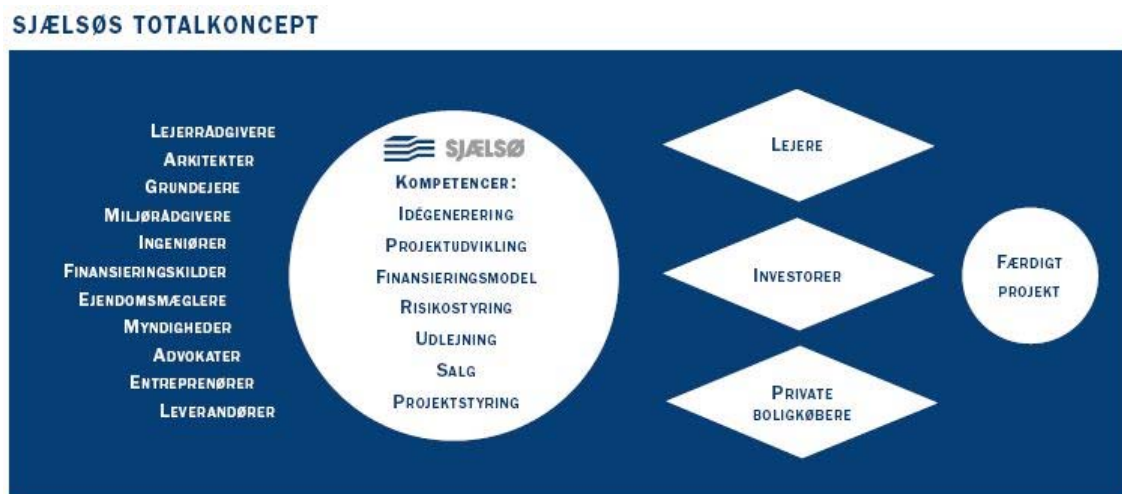 SJÆLSØS TOTALKONCEPT
LEJERRÅDGIVERE
ARKITEKTER
GRUNDEJERE
MILJØRÅDGIVERE
INGENIØRER
FINANSIERINGSKILDER
EJENDOMSMÆGLERE
MYNDIGHEDER
ADVOKATER
ENTREPRENØRER
LEVERANDØRER
SJÆLSØ
KOMPETENCER:
IDÉGENERERING
PROJEKTUDVIKLING
FINANSIERINGSMODEL
RISIKOSTYRING
UDLEJNING
SALG
PROJEKTSTYRING
LEJERE
INVESTORER
PRIVATE
BOLIGKØBERE
FÆRDIGT
PROJEKT